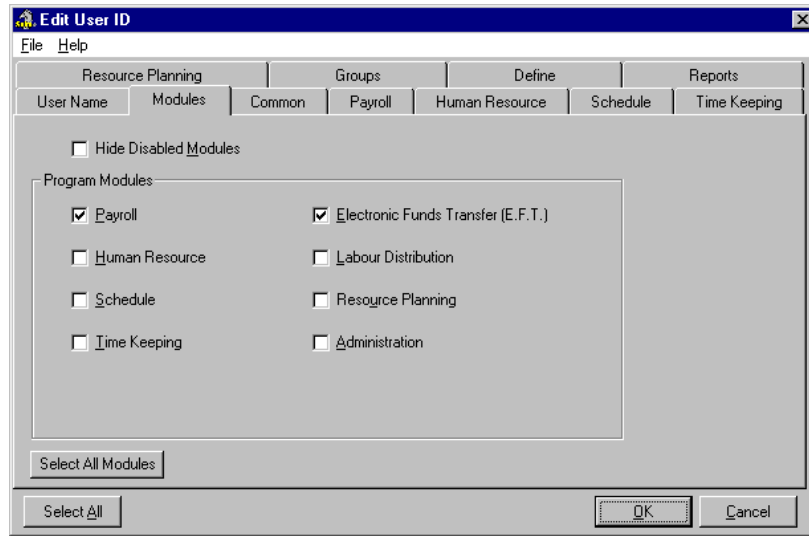 Edit User ID
File Help
Resource Planning Groups Define Reports
User Name Modules Common Payroll Human Resource Schedule Time Keeping
Hide Disabled Modules
Program Modules
Payroll Electronic Funds Transfer (E.F.T.)
Human Resource Labour Distribution
Schedule Resource Planning
Time Keeping Administration
Select All Modules
Select All OK Cancel